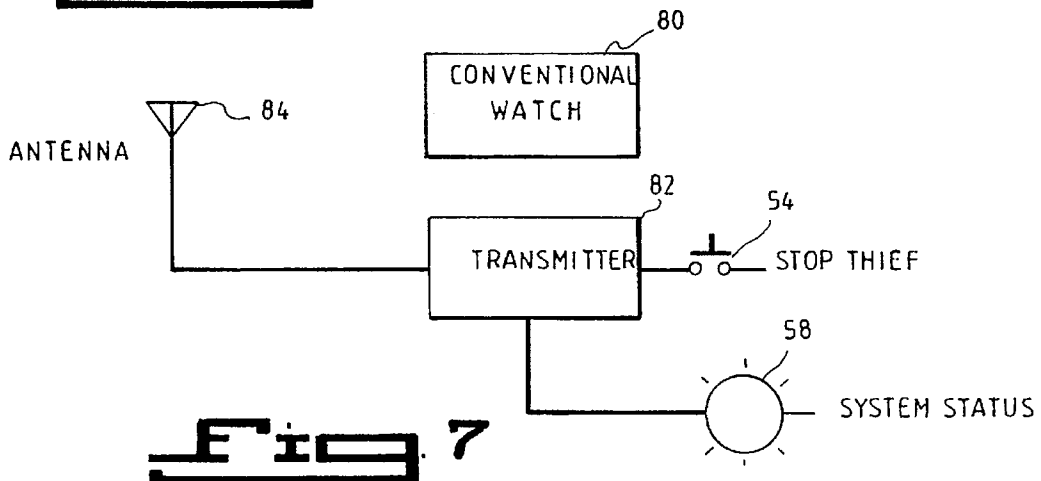 80
CONVENTIONAL
WATCH
84
ANTENNA
82
54
TRANSMITTER
STOP THIEF
58
SYSTEM STATUS
Fig. 7